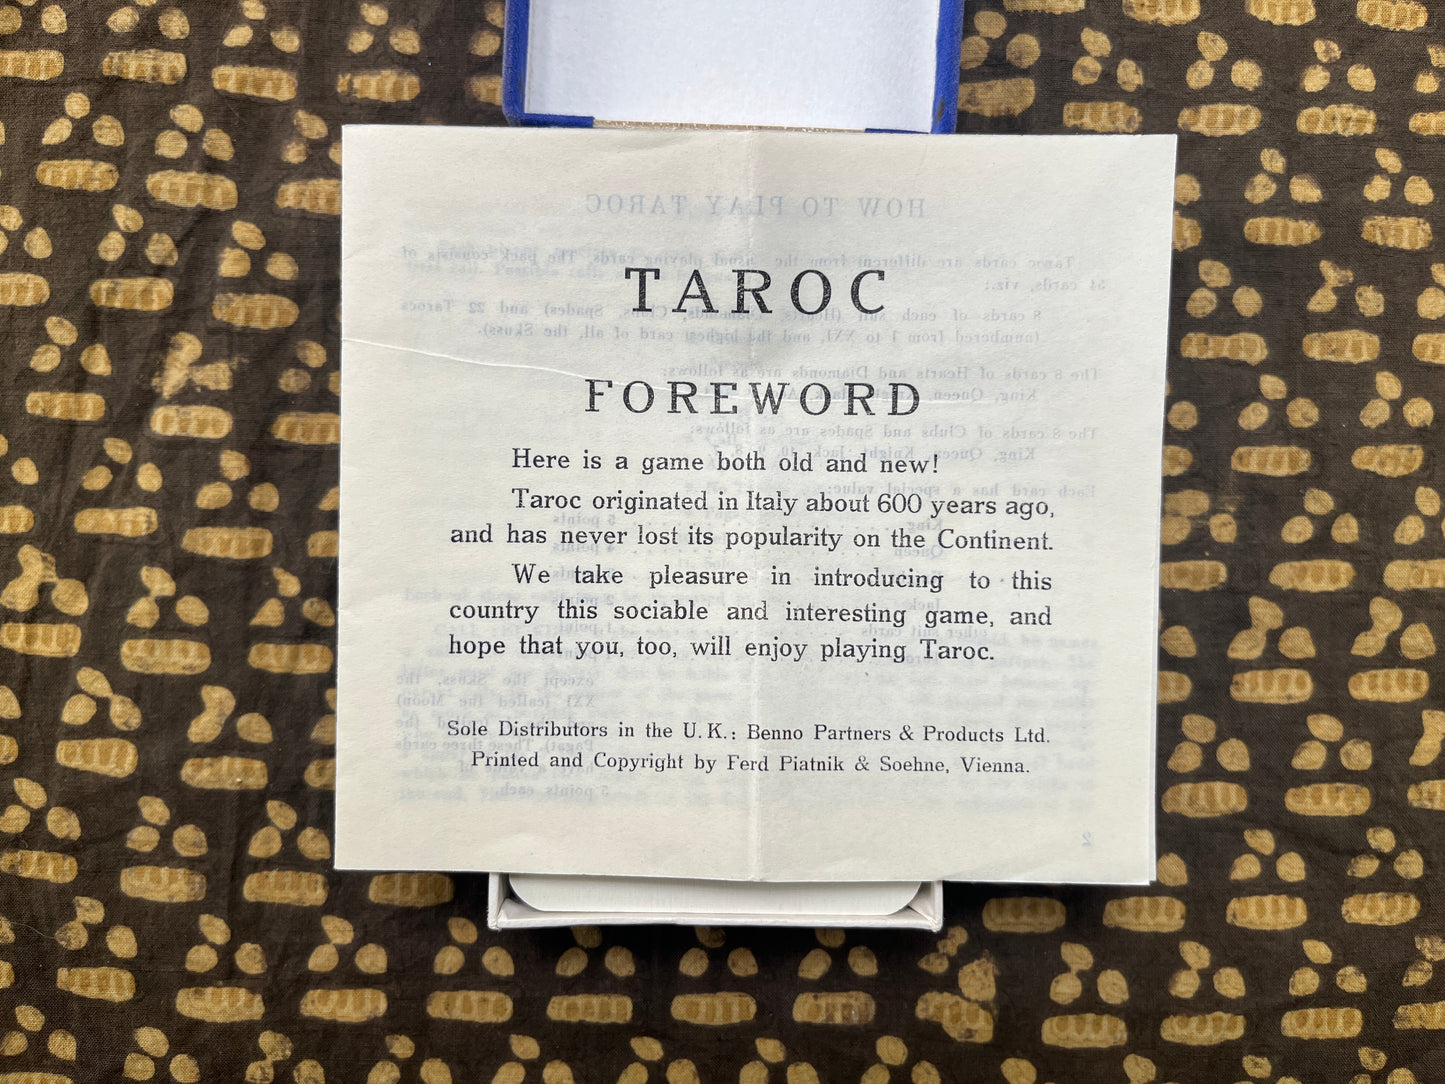 TAROC
FOREWORD
Here is a game both old and new!
Taroc originated in Italy about 600 years ago,
and has never lost its popularity on the Continent.
We take pleasure in introducing to this
country this sociable and interesting game, and
hope that you, too, will enjoy playing Taroc.
Sole Distributors in the U. K.: Benno Partners & Products Ltd.
Printed and Copyright by Ferd Piatnik & Soehne, Vienna.